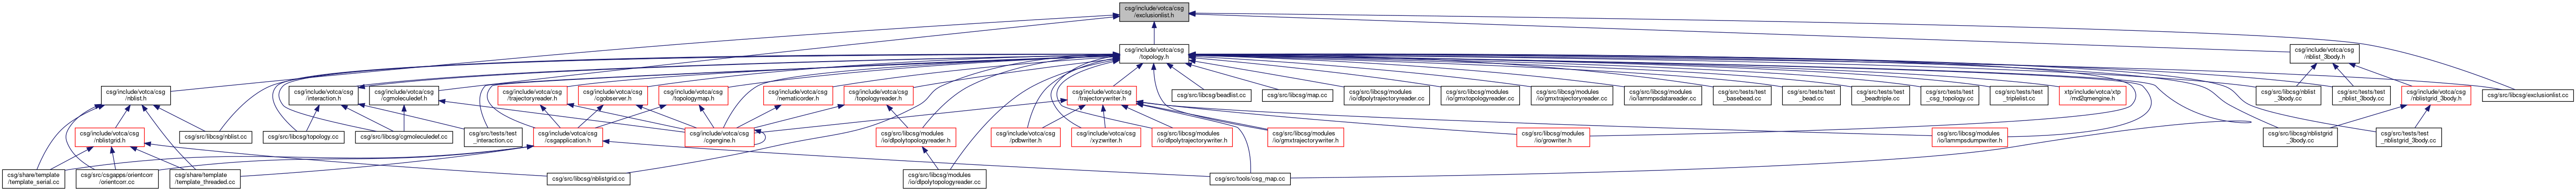 csg/include/votca/csg
/exclusionlist.h
csg/include/votca/csg
/topology.h
csg/include/votca/csg
/nblist_3body.h
csg/include/votca/csg
/nblist.h
csg/include/votca/csg
/interaction.h
csg/include/votca/csg
/cgmoleculedef.h
csg/include/votca/csg
/trajectoryreader.h
csg/include/votca/csg
/cgobserver.h
csg/include/votca/csg
/topologymap.h
csg/include/votca/csg
/nematicorder.h
csg/include/votca/csg
/topologyreader.h
csg/include/votca/csg
/trajectorywriter.h
csg/src/libcsg/beadlist.cc
csg/src/libcsg/map.cc
csg/src/libcsg/modules
/io/dlpolytrajectoryreader.cc
csg/src/libcsg/modules
/io/gmxtopologyreader.cc
csg/src/libcsg/modules
/io/gmxtrajectoryreader.cc
csg/src/libcsg/modules
/io/lammpsdatareader.cc
csg/src/tests/test
_basebead.cc
csg/src/tests/test
_bead.cc
csg/src/tests/test
_beadtriple.cc
csg/src/tests/test
_csg_topology.cc
csg/src/tests/test
_triplelist.cc
xtp/include/votca/xtp
/md2qmengine.h
csg/src/libcsg/nblist
_3body.cc
csg/src/tests/test
_nblist_3body.cc
csg/include/votca/csg
/nblistgrid_3body.h
csg/src/libcsg/exclusionlist.cc
csg/include/votca/csg
/nblistgrid.h
csg/src/libcsg/nblist.cc
csg/src/libcsg/topology.cc
csg/src/libcsg/cgmoleculedef.cc
csg/src/tests/test
_interaction.cc
csg/include/votca/csg
/csgapplication.h
csg/include/votca/csg
/cgengine.h
csg/src/libcsg/modules
/io/dlpolytopologyreader.h
csg/include/votca/csg
/pdbwriter.h
csg/include/votca/csg
/xyzwriter.h
csg/src/libcsg/modules
/io/dlpolytrajectorywriter.h
csg/src/libcsg/modules
/io/gmxtrajectorywriter.h
csg/src/libcsg/modules
/io/growriter.h
csg/src/libcsg/modules
/io/lammpsdumpwriter.h
csg/src/libcsg/nblistgrid
_3body.cc
csg/src/tests/test
_nblistgrid_3body.cc
csg/share/template
/template_serial.cc
csg/src/csgapps/orientcorr
/orientcorr.cc
csg/share/template
/template_threaded.cc
csg/src/libcsg/nblistgrid.cc
csg/src/libcsg/modules
/io/dlpolytopologyreader.cc
csg/src/tools/csg_map.cc